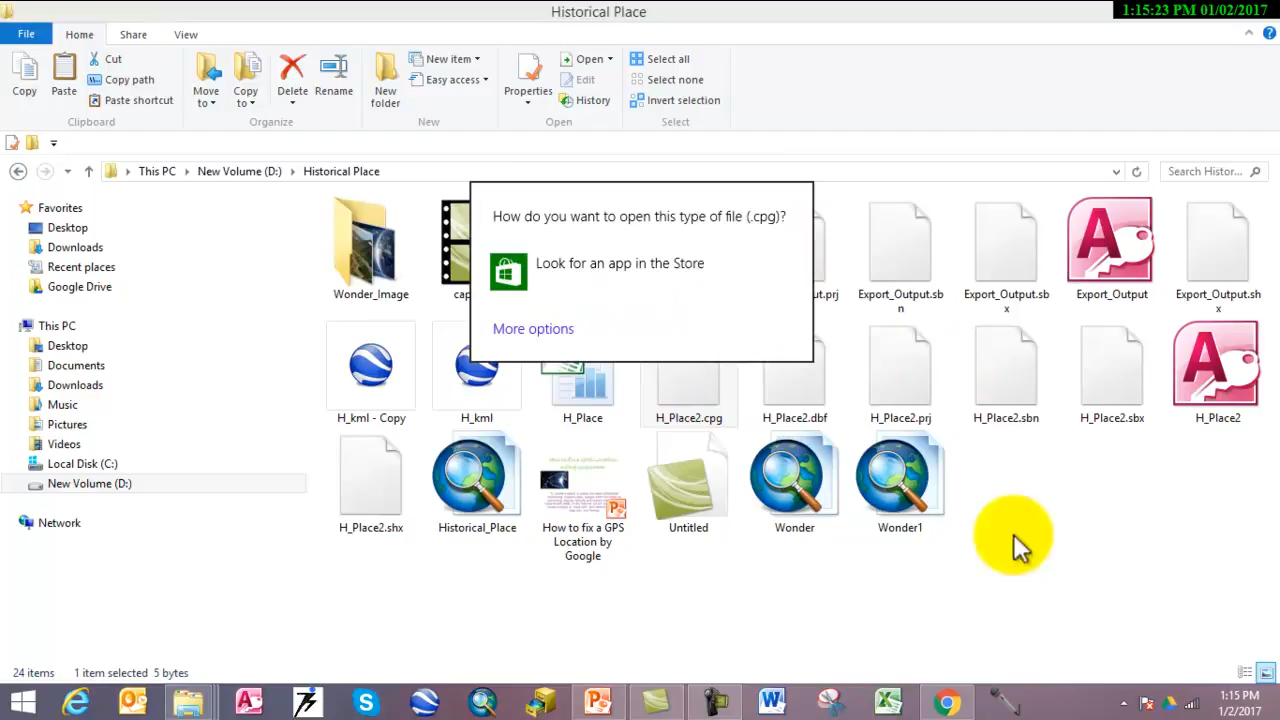 Historical Place
1:15:23 PM 01/02/2017
File
Home
Share
View
Copy
Paste
Cut
Copy path
Paste shortcut
Clipboard
Move to
Copy to
Delete
Rename
Organize
New folder
New item
Easy access
New
Properties
Open
Edit
History
Open
Select all
Select none
Invert selection
Select
This PC
New Volume (D:)
Historical Place
Search Histor...
Favorites
Desktop
Downloads
Recent places
Google Drive
This PC
Desktop
Documents
Downloads
Music
Pictures
Videos
Local Disk (C:)
New Volume (D:)
Network
How do you want to open this type of file (.cpg)?
Look for an app in the Store
More options
Wonder_Image
cap
ut.prj
Export_Output.sb
n
Export_Output.sb
x
Export_Output
Export_Output.sh
x
H_kml - Copy
H_kml
H_Place
H_Place2.cpg
H_Place2.dbf
H_Place2.prj
H_Place2.sbn
H_Place2.sbx
H_Place2
H_Place2.shx
Historical_Place
How to fix a GPS
Location by
Google
Untitled
Wonder
Wonder1
24 items
1 item selected 5 bytes
1:15 PM
1/2/2017